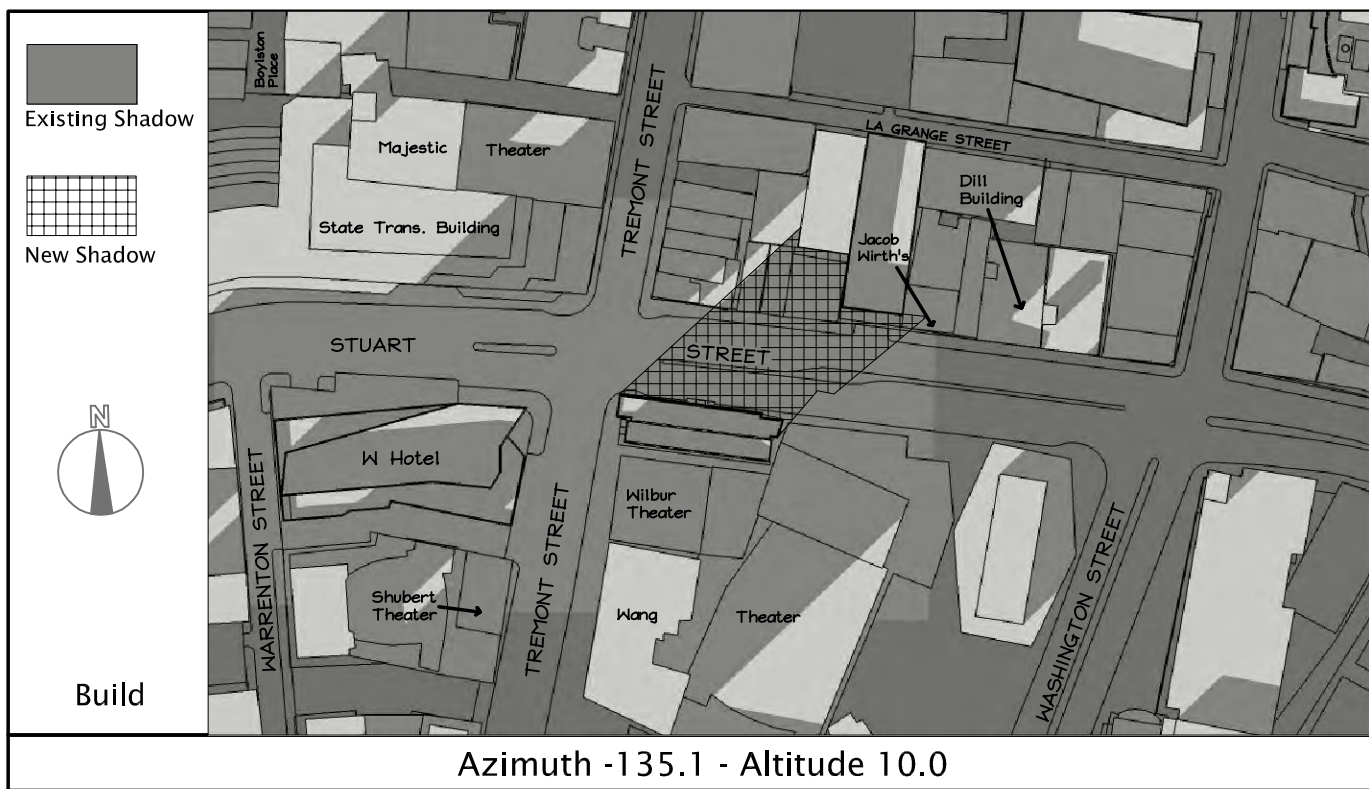 Existing Shadow
New Shadow
N
Build
Boylston
Place
Majestic
Theater
State Trans. Building
TREMONT STREET
LA GRANGE STREET
Dill
Building
Jacob
Wirth's
STUART
STREET
W Hotel
WARRENTON STREET
Shubert
Theater
TREMONT STREET
Wilbur
Theater
Wang
Theater
WASHINGTON STREET
Azimuth -135.1 - Altitude 10.0